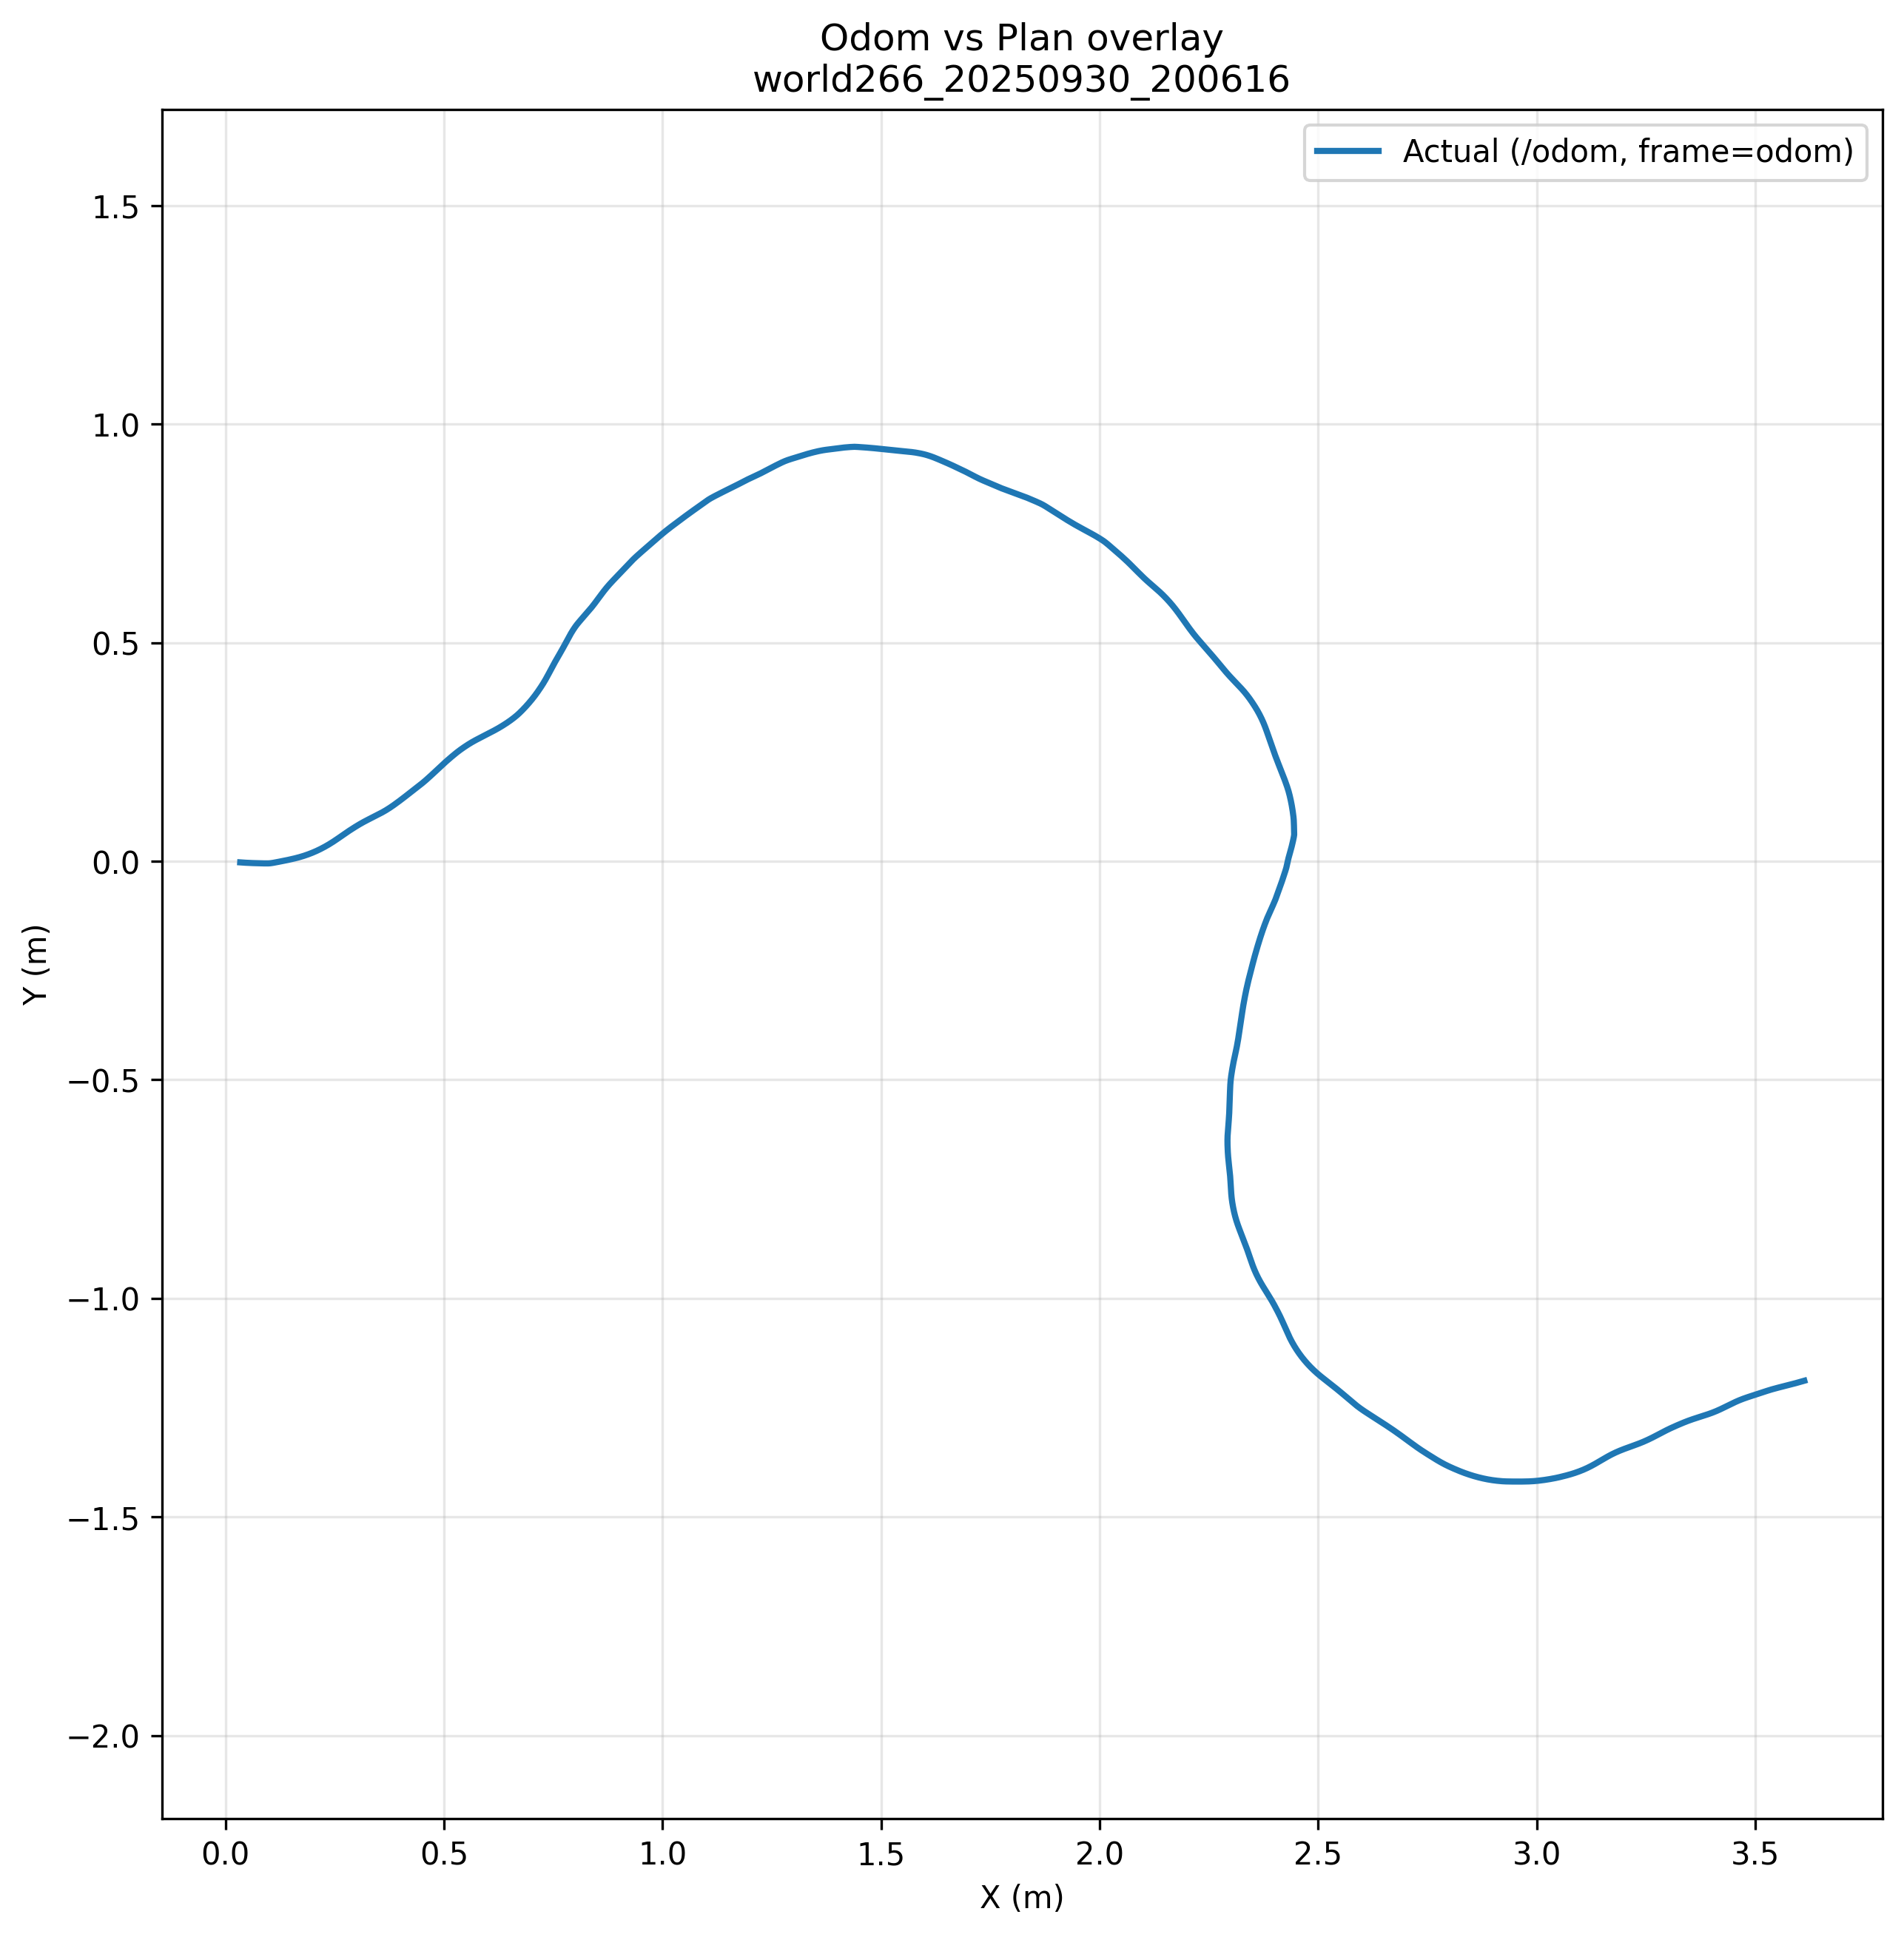 Odom vs Plan overlay
world266_20250930_200616
Actual (/odom, frame=odom)
1.5
1.0
0.5
0.0
−0.5
−1.0
−1.5
−2.0
Y (m)
0.0 0.5 1.0 1.5 2.0 2.5 3.0 3.5
X (m)